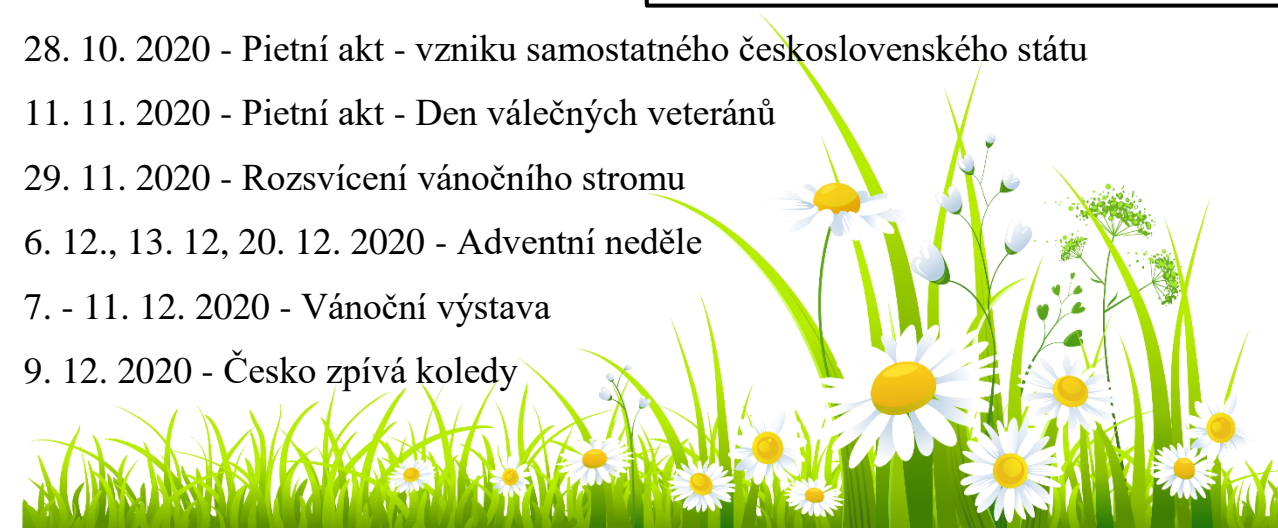 28. 10. 2020 - Pietní akt - vzniku samostatného československého státu
11. 11. 2020 - Pietní akt - Den válečných veteránů
29. 11. 2020 - Rozsvícení vánočního stromu
6. 12., 13. 12, 20. 12. 2020 - Adventní neděle
7. - 11. 12. 2020 - Vánoční výstava
9. 12. 2020 - Česko zpívá koledy